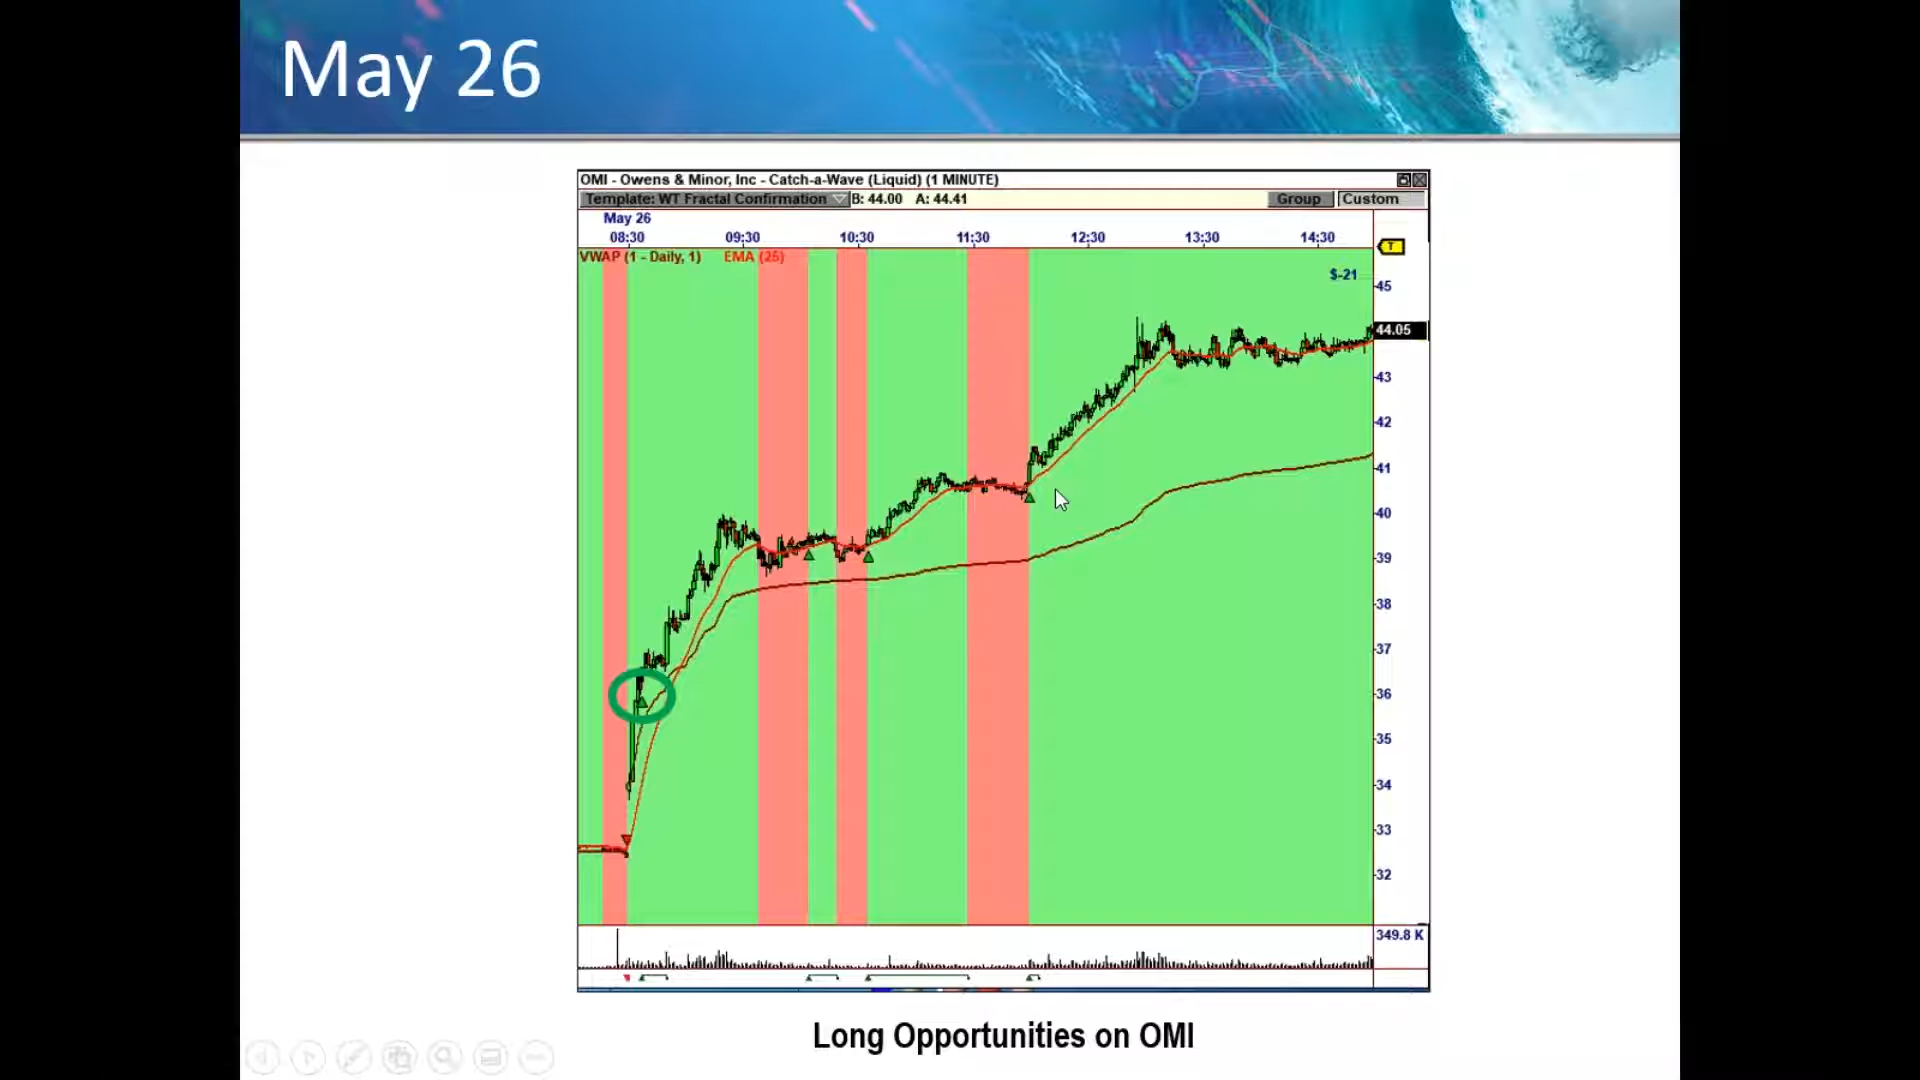 May 26
OMI - Owens & Minor, Inc - Catch-a-Wave (Liquid) (1 MINUTE)
Template: WT Fractal Confirmation B: 44.00 A: 44.41 Group Custom
May 26
08:30 09:30 10:30 11:30 12:30 13:30 14:30
T
VWAP (1 - Daily, 1) EMA (25)
$-21
45
44.05
43
42
41
40
39
38
37
36
35
34
33
32
349.8 K
Long Opportunities on OMI